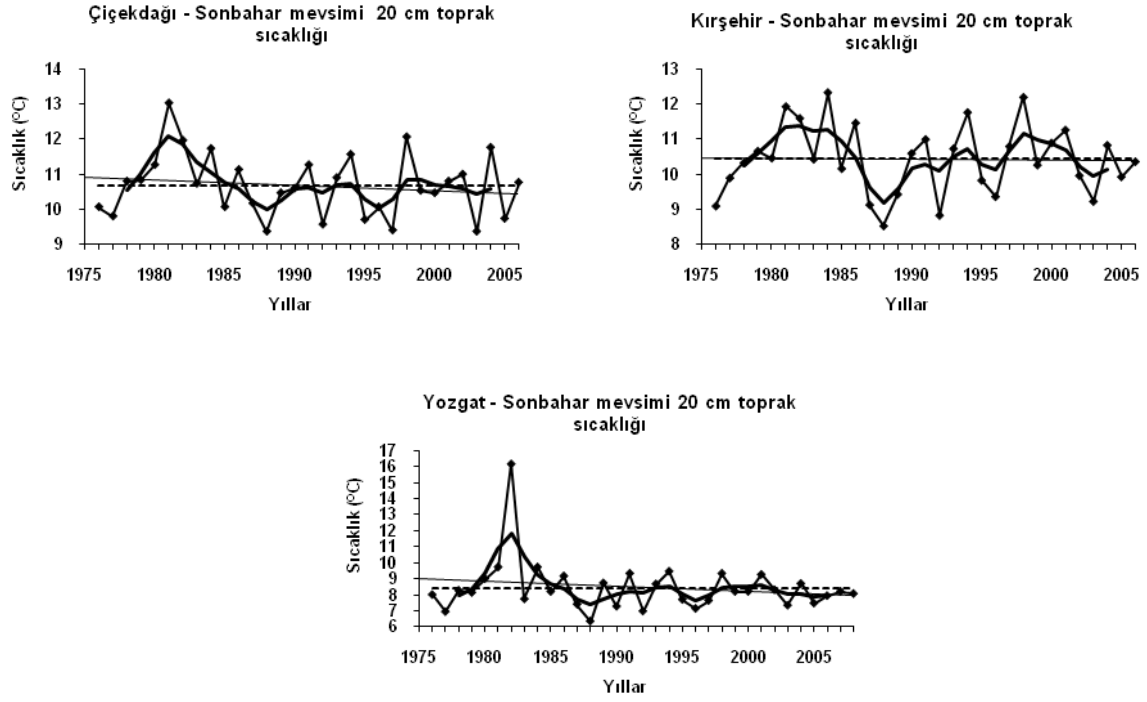 Çiçekdağı - Sonbahar mevsimi 20 cm toprak
sıcaklığı
Sıcaklık (ºC)
14
13
12
11
10
9
1975 1980 1985 1990 1995 2000 2005
Yıllar
Kırşehir - Sonbahar mevsimi 20 cm toprak
sıcaklığı
Sıcaklık (ºC)
13
12
11
10
9
8
1975 1980 1985 1990 1995 2000 2005
Yıllar
Yozgat - Sonbahar mevsimi 20 cm toprak
sıcaklığı
Sıcaklık (ºC)
17
16
15
14
13
12
11
10
9
8
7
6
1975 1980 1985 1990 1995 2000 2005
Yıllar